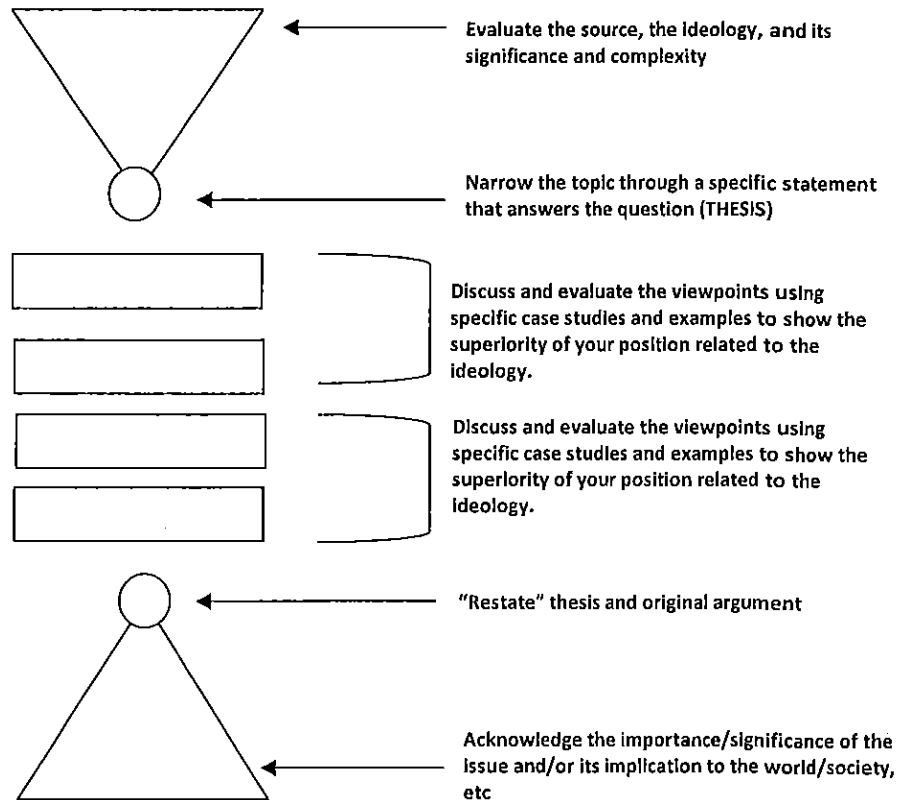 Evaluate the source, the ideology, and its
significance and complexity
Narrow the topic through a specific statement
that answers the question (THESIS)
Discuss and evaluate the viewpoints using
specific case studies and examples to show the
superiority of your position related to the
ideology.
Discuss and evaluate the viewpoints using
specific case studies and examples to show the
superiority of your position related to the
ideology.
"Restate" thesis and original argument
Acknowledge the importance/significance of the
issue and/or its implication to the world/society,
etc